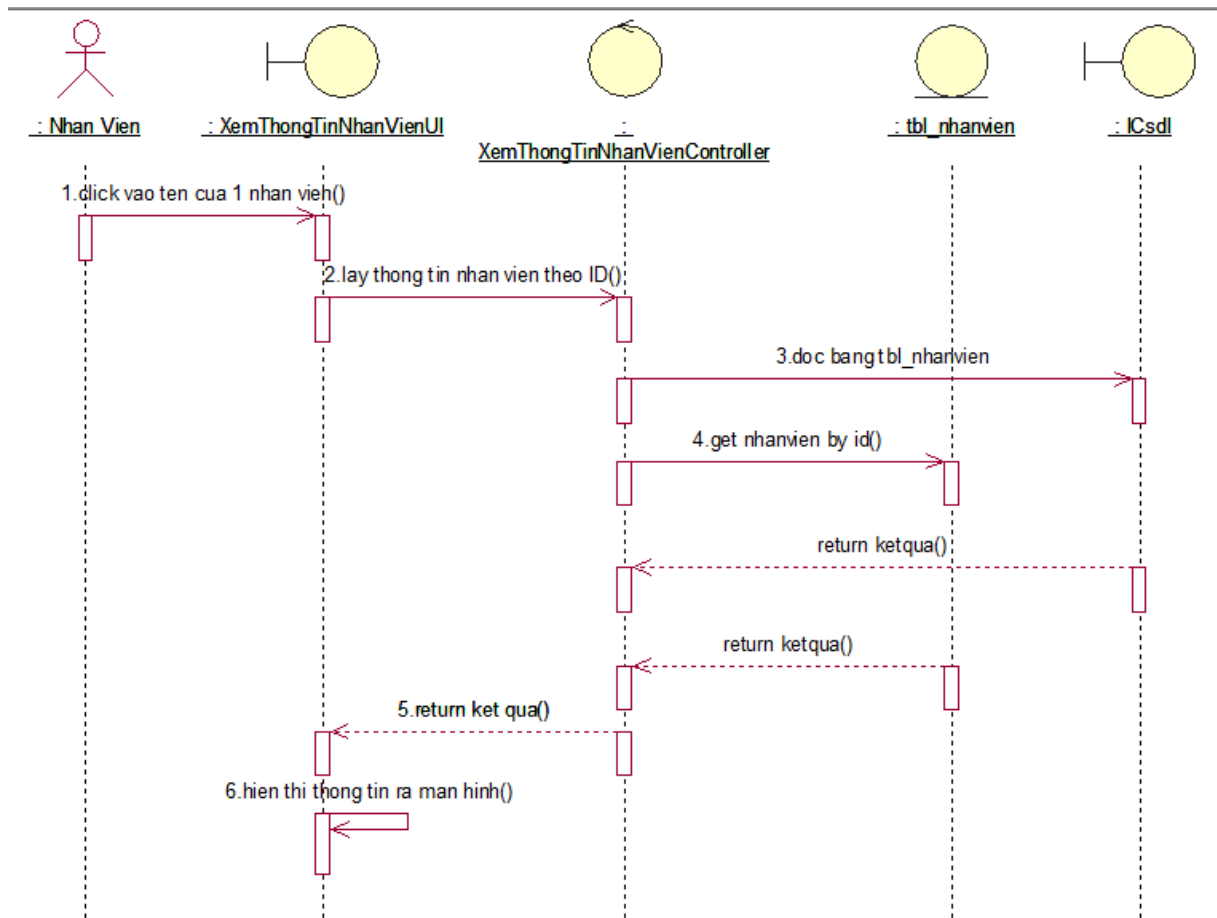 : Nhan Vien
: XemThongTinNhanVienUI
:
XemThongTinNhanVienController
: tbl_nhanvien
: ICsdl
1.click vao ten cua 1 nhan vieh()
2.lay thong tin nhan vien theo ID()
3.doc bang tbl_nhanvien
4.get nhanvien by id()
return ketqua()
return ketqua()
5.return ket qua()
6.hien thi thong tin ra man hinh()